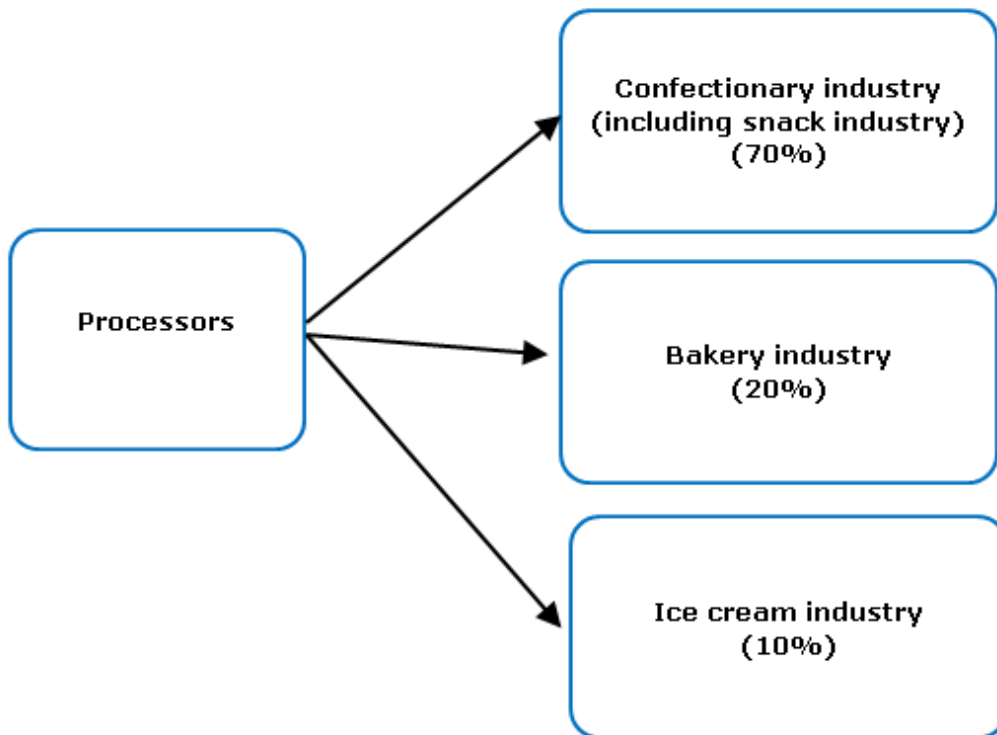 Confectionary industry
(including snack industry)
(70%)
Processors
Bakery industry
(20%)
Ice cream industry
(10%)